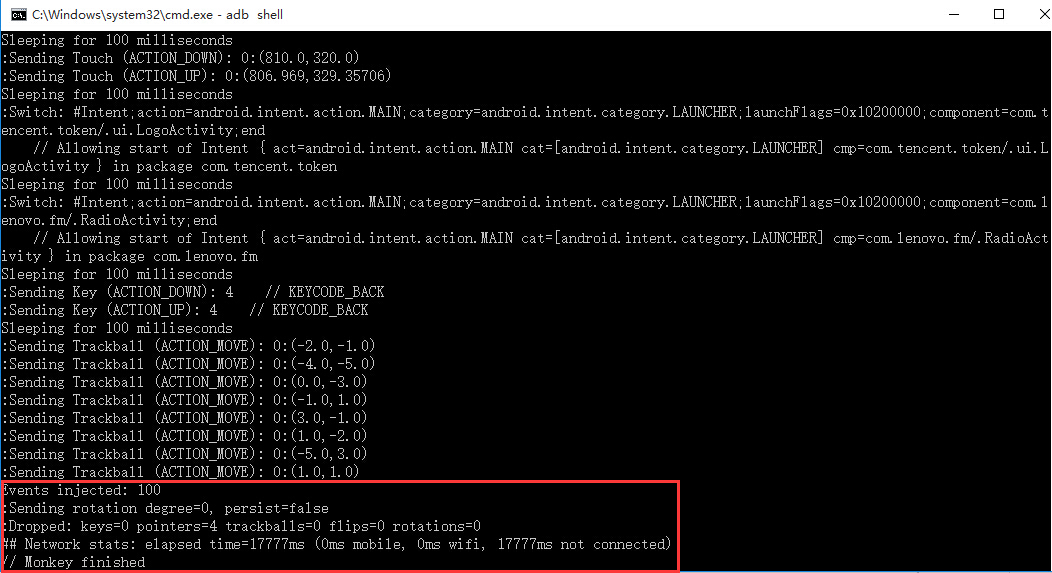 C:\Windows\system32\cmd.exe - adb  shell
Sleeping for 100 milliseconds
:Sending Touch (ACTION_DOWN): 0:(810.0,320.0)
:Sending Touch (ACTION_UP): 0:(806.969,329.35706)
Sleeping for 100 milliseconds
:Switch: #Intent;action=android.intent.action.MAIN;category=android.intent.category.LAUNCHER;launchFlags=0x10200000;component=com.t
encent.token/.ui.LogoActivity;end
    // Allowing start of Intent { act=android.intent.action.MAIN cat=[android.intent.category.LAUNCHER] cmp=com.tencent.token/.ui.L
ogoActivity } in package com.tencent.token
Sleeping for 100 milliseconds
:Switch: #Intent;action=android.intent.action.MAIN;category=android.intent.category.LAUNCHER;launchFlags=0x10200000;component=com.l
enovo.fm/.RadioActivity;end
    // Allowing start of Intent { act=android.intent.action.MAIN cat=[android.intent.category.LAUNCHER] cmp=com.lenovo.fm/.RadioAct
ivity } in package com.lenovo.fm
Sleeping for 100 milliseconds
:Sending Key (ACTION_DOWN): 4    // KEYCODE_BACK
:Sending Key (ACTION_UP): 4    // KEYCODE_BACK
Sleeping for 100 milliseconds
:Sending Trackball (ACTION_MOVE): 0:(-2.0,-1.0)
:Sending Trackball (ACTION_MOVE): 0:(-4.0,-5.0)
:Sending Trackball (ACTION_MOVE): 0:(0.0,-3.0)
:Sending Trackball (ACTION_MOVE): 0:(-1.0,1.0)
:Sending Trackball (ACTION_MOVE): 0:(3.0,-1.0)
:Sending Trackball (ACTION_MOVE): 0:(1.0,-2.0)
:Sending Trackball (ACTION_MOVE): 0:(-5.0,3.0)
:Sending Trackball (ACTION_MOVE): 0:(1.0,1.0)
Events injected: 100
:Sending rotation degree=0, persist=false
:Dropped: keys=0 pointers=4 trackballs=0 flips=0 rotations=0
## Network stats: elapsed time=17777ms (0ms mobile, 0ms wifi, 17777ms not connected)
// Monkey finished